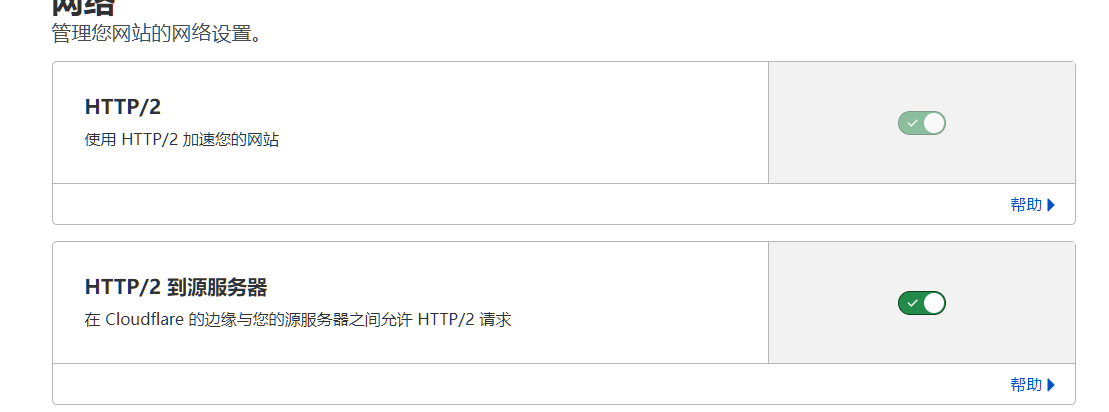 网络
管理您网站的网络设置。
HTTP/2
使用 HTTP/2 加速您的网站
帮助
HTTP/2 到源服务器
在 Cloudflare 的边缘与您的源服务器之间允许 HTTP/2 请求
帮助